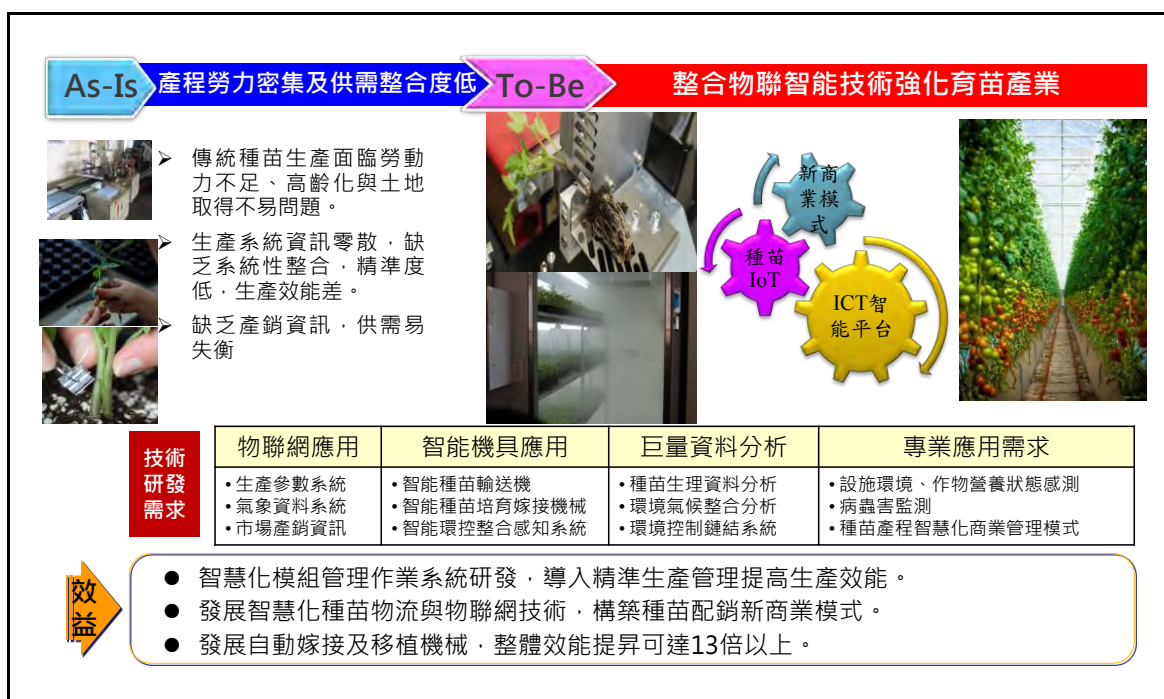 As-Is
產程勞力密集及供需整合度低
To-Be
整合物聯智能技術強化育苗產業
➢ 傳統種苗生產面臨勞動
力不足、高齡化與土地
取得不易問題。
➢ 生產系統資訊零散，缺
乏系統性整合，精準度
低，生產效能差。
➢ 缺乏產銷資訊，供需易
失衡
新商
業模
式
種苗
IoT
ICT智
能平台
技術
研發
需求
物聯網應用
智能機具應用
巨量資料分析
專業應用需求
•生產參數系統
•氣象資料系統
•市場產銷資訊
•智能種苗輸送機
•智能種苗培育嫁接機械
•智能環控整合感知系統
•種苗生理資料分析
•環境氣候整合分析
•環境控制鏈結系統
•設施環境、作物營養狀態感測
•病蟲害監測
•種苗產程智慧化商業管理模式
效
益
● 智慧化模組管理作業系統研發，導入精準生產管理提高生產效能。
● 發展智慧化種苗物流與物聯網技術，構築種苗配銷新商業模式。
● 發展自動嫁接及移植機械，整體效能提昇可達13倍以上。